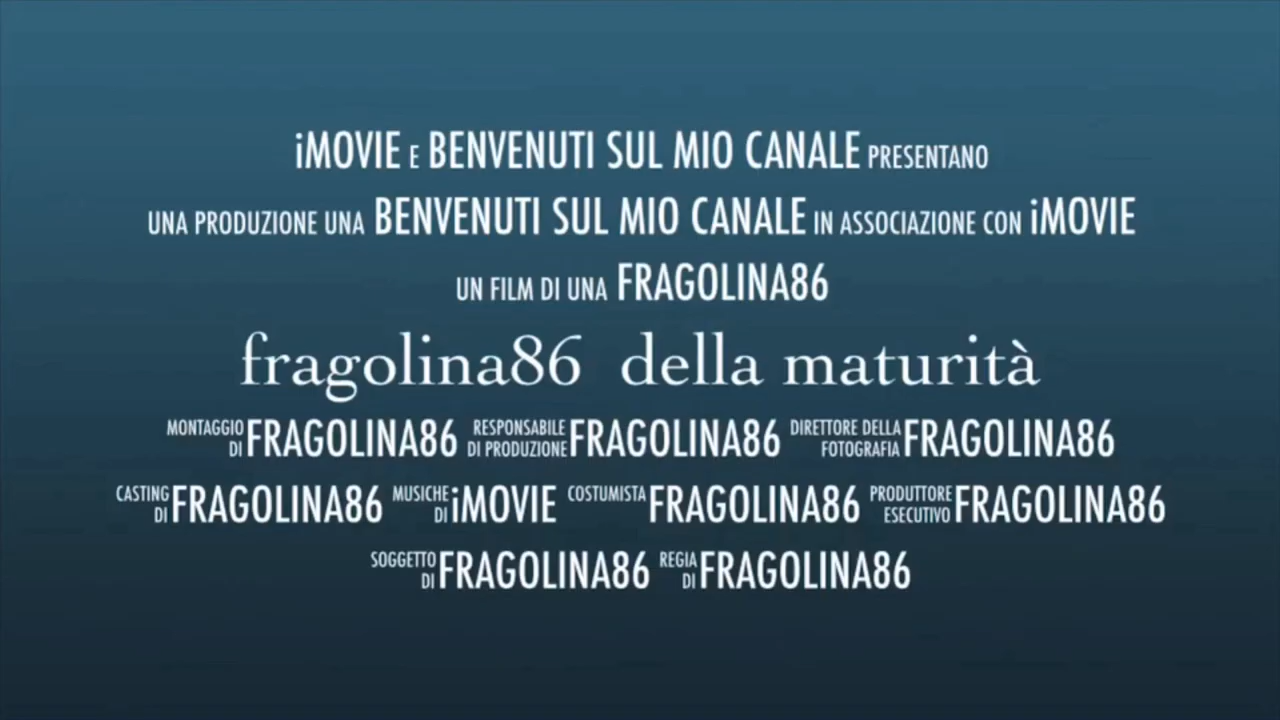 iMOVIE E BENVENUTI SUL MIO CANALE PRESENTANO
UNA PRODUZIONE UNA BENVENUTI SUL MIO CANALE IN ASSOCIAZIONE CON iMOVIE
UN FILM DI UNA FRAGOLINA86
fragolina86 della maturità
MONTAGGIO DI FRAGOLINA86 RESPONSABILE DI PRODUZIONE FRAGOLINA86 DIRETTORE DELLA FOTOGRAFIA FRAGOLINA86
CASTING DI FRAGOLINA86 MUSICHE DI iMOVIE COSTUMISTA FRAGOLINA86 PRODUTTORE ESECUTIVO FRAGOLINA86
SOGGETTO DI FRAGOLINA86 REGIA DI FRAGOLINA86